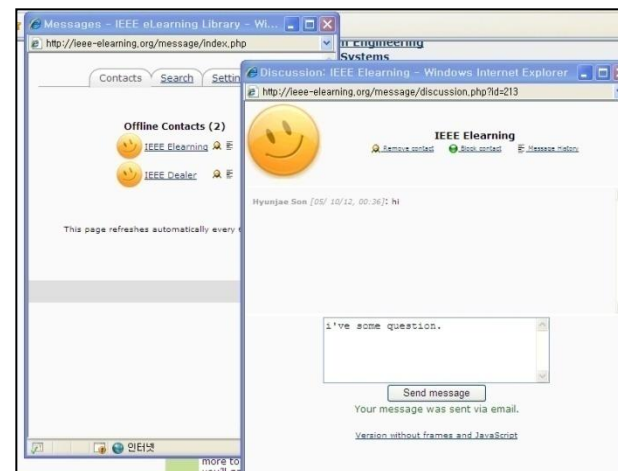 Messages - IEEE eLearning Library - Wi...
http://ieee-elearning.org/message/index.php
Contacts
Search
Offline Contacts (2)
IEEE Elearning
IEEE Dealer
This page refreshes automatically every
인터넷
Engineering
Systems
Discussion: IEEE Elearning - Windows Internet Explorer
http://ieee-elearning.org/message/discussion.php?id=213
IEEE Elearning
Remove contact
Block contact
Message History
Hyunjae Son [05/ 10/12, 00:36]: hi
i've some question.
Send message
Your message was sent via email.
Version without frames and JavaScript
more to